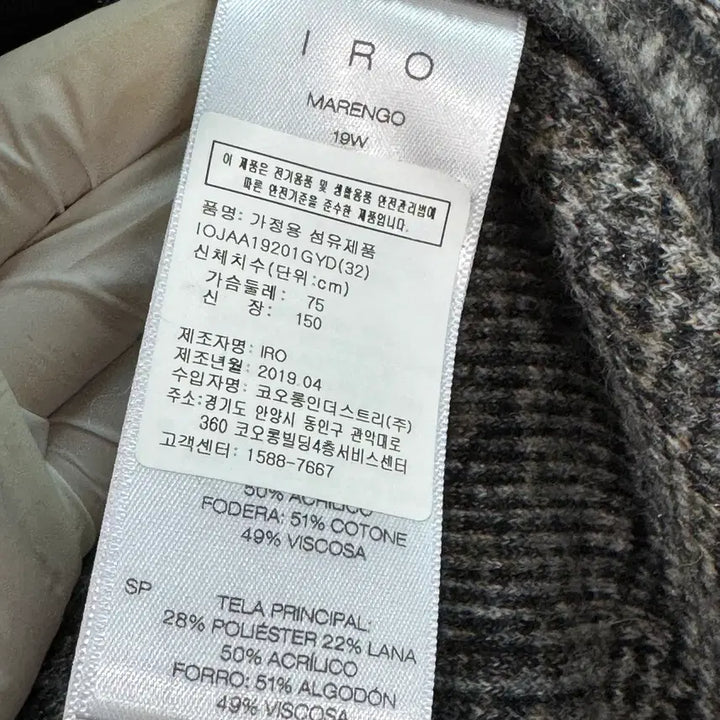 IRO
MARENGO
19W
이 제품은 전기용품 및 생활용품 안전관리법에
따른 안전기준을 준수한 제품입니다.
품명: 가정용 섬유제품
IOJAA19201GYD(32)
신체치수(단위:cm)
가슴둘레: 75
신 장: 150
제조자명: IRO
제조년월: 2019.04
수입자명: 코오롱인더스트리(주)
주소:경기도 안양시 동인구 관악대로
360 코오롱빌딩4층서비스센터
고객센터: 1588-7667
50% ACRILICO
FODERA: 51% COTONE
49% VISCOSA
SP
TELA PRINCIPAL:
28% POLIÉSTER 22% LANA
50% ACRÍLICO
FORRO: 51% ALGODÓN
49% VISCOSA